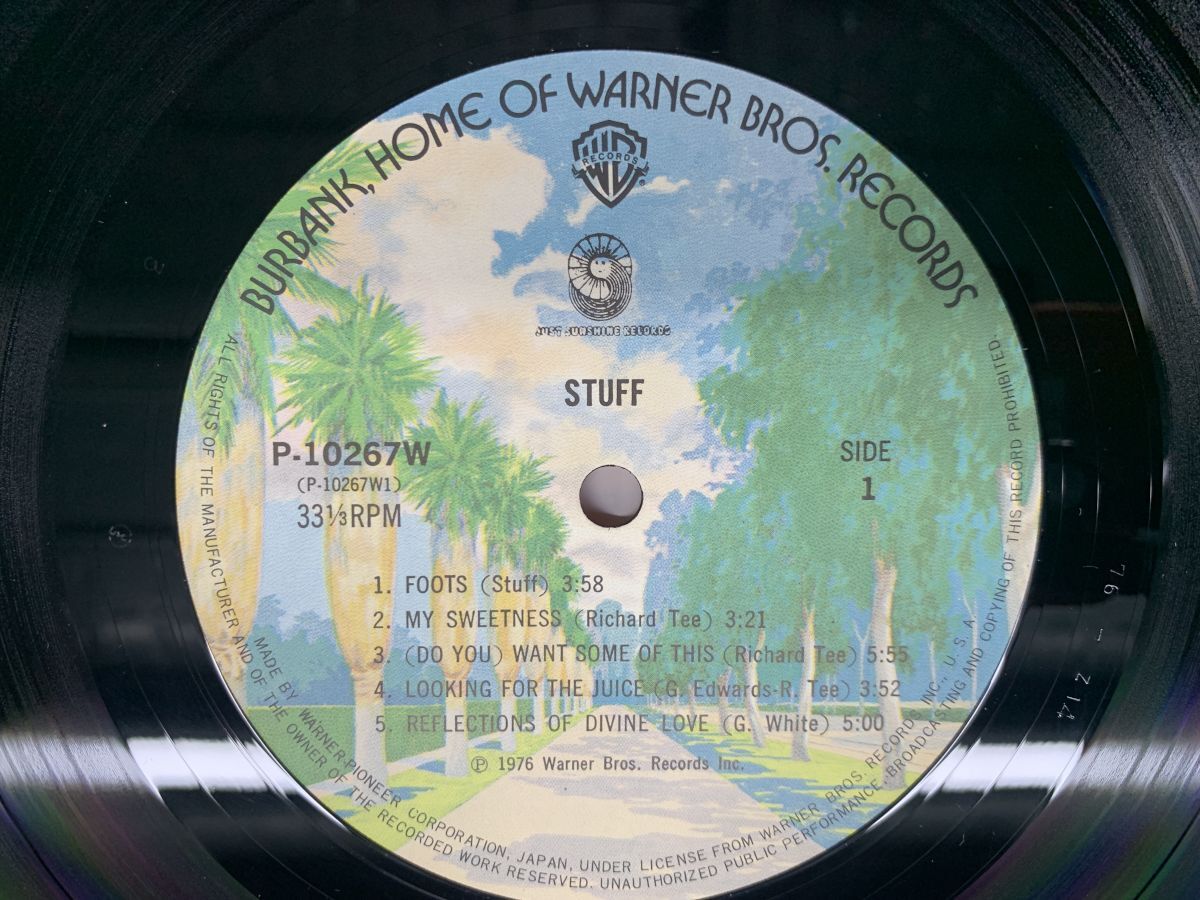 BURBANK, HOME OF WARNER BROS. RECORDS
RECORDS
JUST SUNSHINE RECORDS
STUFF
P-10267W
(P-10267W1)
33⅓RPM
SIDE
1
1. FOOTS (Stuff) 3:58
2. MY SWEETNESS (Richard Tee) 3:21
3. (DO YOU) WANT SOME OF THIS (Richard Tee) 5:55
4. LOOKING FOR THE JUICE (G. Edwards-R. Tee) 3:52
5. REFLECTIONS OF DIVINE LOVE (G. White) 5:00
℗ 1976 Warner Bros. Records Inc.
MADE BY WARNER-PIONEER CORPORATION, JAPAN, UNDER LICENSE FROM WARNER BROS. RECORDS INC., U.S.A.
ALL RIGHTS OF THE MANUFACTURER AND OF THE OWNER OF THE RECORDED WORK RESERVED. UNAUTHORIZED PUBLIC PERFORMANCE, BROADCASTING AND COPYING OF THIS RECORD PROHIBITED